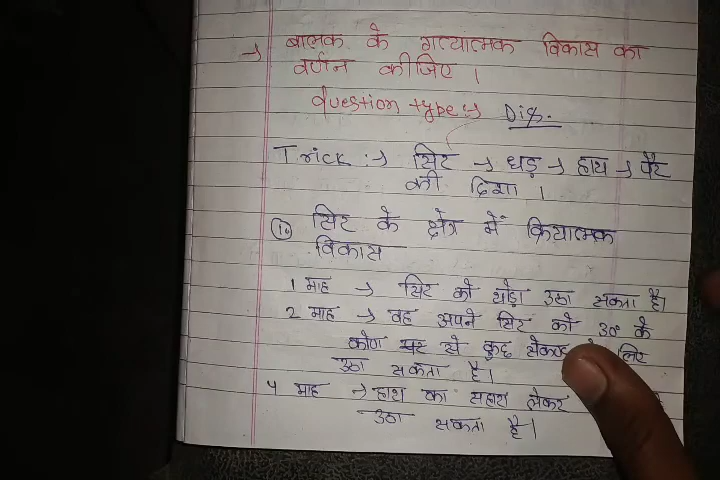 → बालक के गत्यात्मक विकास का
वर्णन कीजिए ।
Question type :→ Dis.
Trick :→ सिर → धड़ → हाथ → पैर
की दिशा ।
① सिर के क्षेत्र में क्रियात्मक
विकास
1 माह → सिर को थोड़ा उठा सकता है।
2 माह → वह अपने सिर को 30° के
कोण से कुछ लिए
उठा सकता है।
4 माह → हाथ का सहारा लेकर
उठा सकता है।